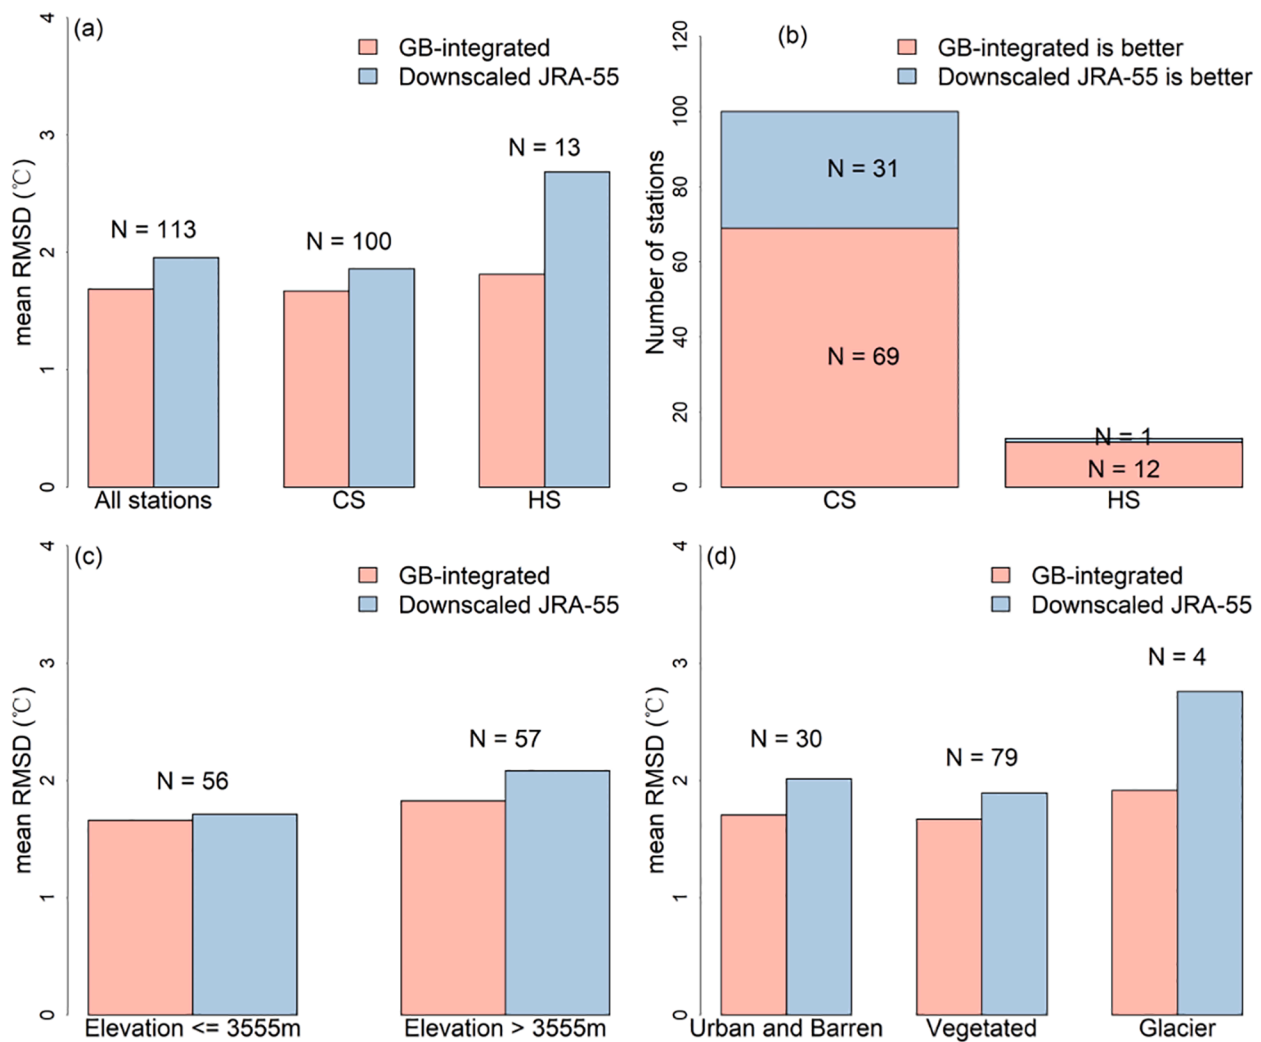 (a)
GB-integrated
Downscaled JRA-55
mean RMSD (℃)
4
3
2
1
0
N = 113
N = 100
N = 13
All stations
CS
HS
(b)
GB-integrated is better
Downscaled JRA-55 is better
Number of stations
120
100
80
60
40
20
0
N = 31
N = 69
N = 1
N = 12
CS
HS
(c)
GB-integrated
Downscaled JRA-55
mean RMSD (℃)
4
3
2
1
0
N = 56
N = 57
Elevation <= 3555m
Elevation > 3555m
(d)
GB-integrated
Downscaled JRA-55
mean RMSD (℃)
4
3
2
1
0
N = 30
N = 79
N = 4
Urban and Barren
Vegetated
Glacier